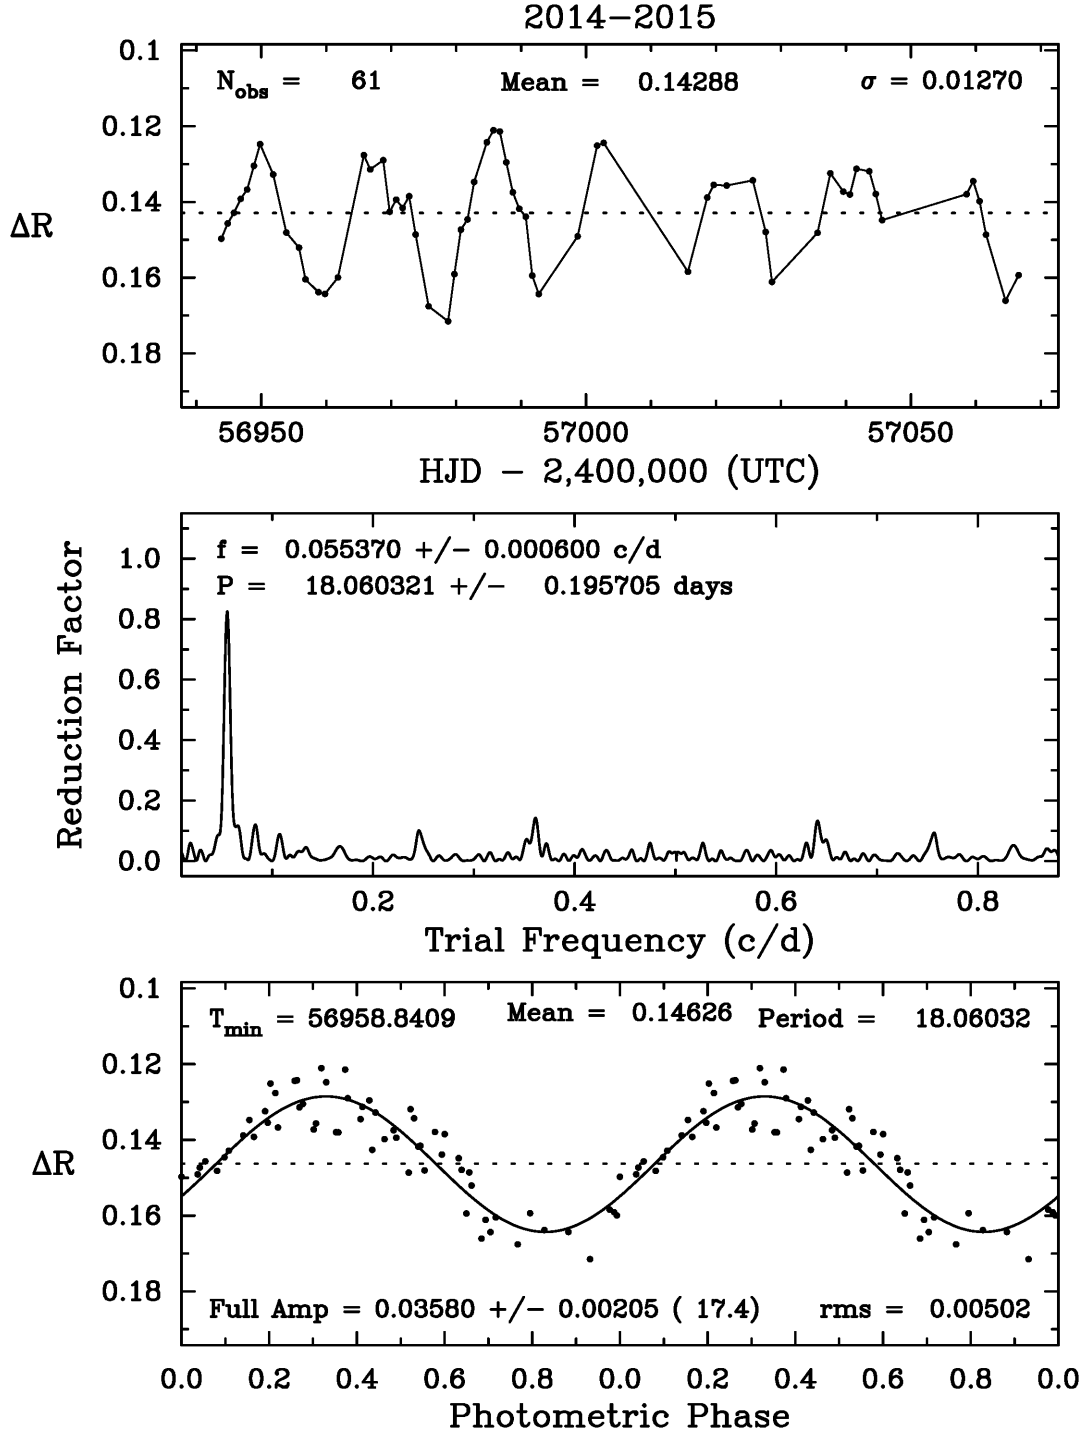 2014−2015
N_obs = 61 Mean = 0.14288 σ = 0.01270
0.1
0.12
0.14
0.16
0.18
ΔR
56950 57000 57050
HJD − 2,400,000 (UTC)
f = 0.055370 +/− 0.000600 c/d
P = 18.060321 +/− 0.195705 days
1.0
0.8
0.6
0.4
0.2
0.0
Reduction Factor
0.2 0.4 0.6 0.8
Trial Frequency (c/d)
T_min = 56958.8409 Mean = 0.14626 Period = 18.06032
0.1
0.12
0.14
0.16
0.18
ΔR
Full Amp = 0.03580 +/− 0.00205 ( 17.4) rms = 0.00502
0.0 0.2 0.4 0.6 0.8 0.0 0.2 0.4 0.6 0.8 0.0
Photometric Phase